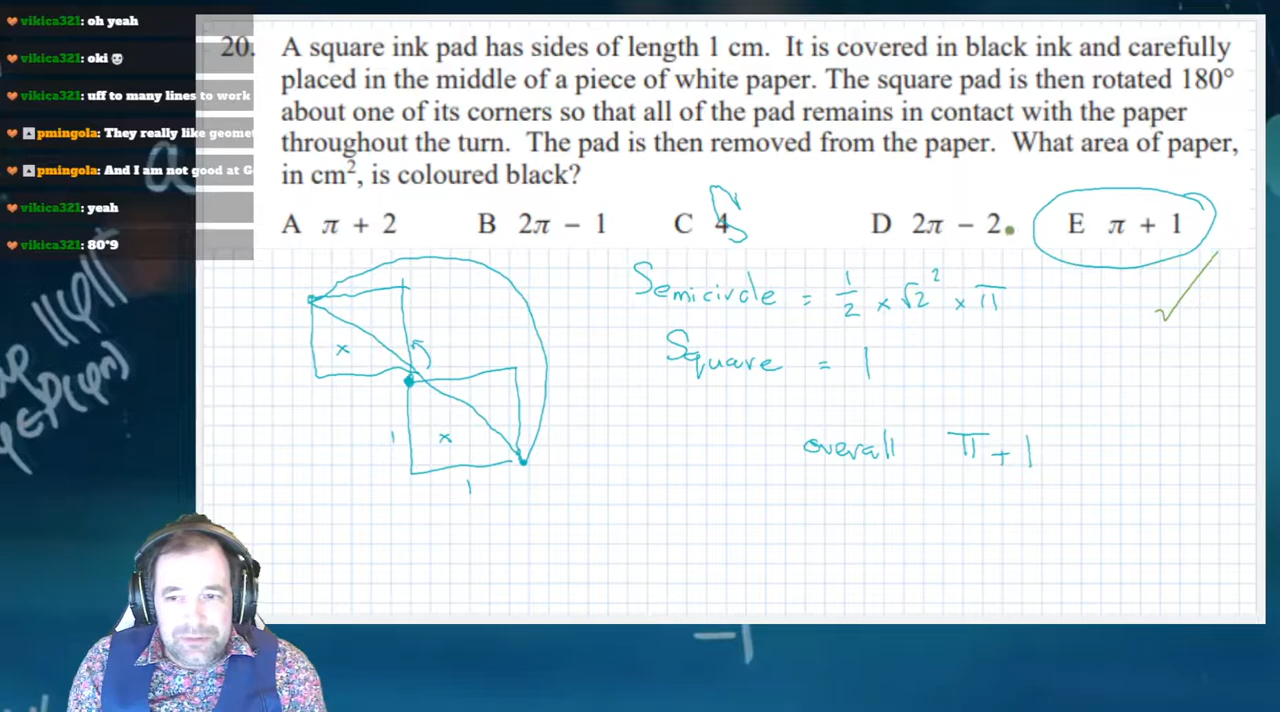 vikica321: oh yeah
vikica321: oki
vikica321: uff to many lines to work
pmingola: They really like geomet
pmingola: And I am not good at G
vikica321: yeah
vikica321: 80*9
20. A square ink pad has sides of length 1 cm. It is covered in black ink and carefully
placed in the middle of a piece of white paper. The square pad is then rotated 180°
about one of its corners so that all of the pad remains in contact with the paper
throughout the turn. The pad is then removed from the paper. What area of paper,
in cm², is coloured black?
A π + 2 B 2π − 1 C 4 D 2π − 2 E π + 1
Semicircle = 1/2 × √2² × π
Square = 1
overall π + 1
x
x
1
1
−1